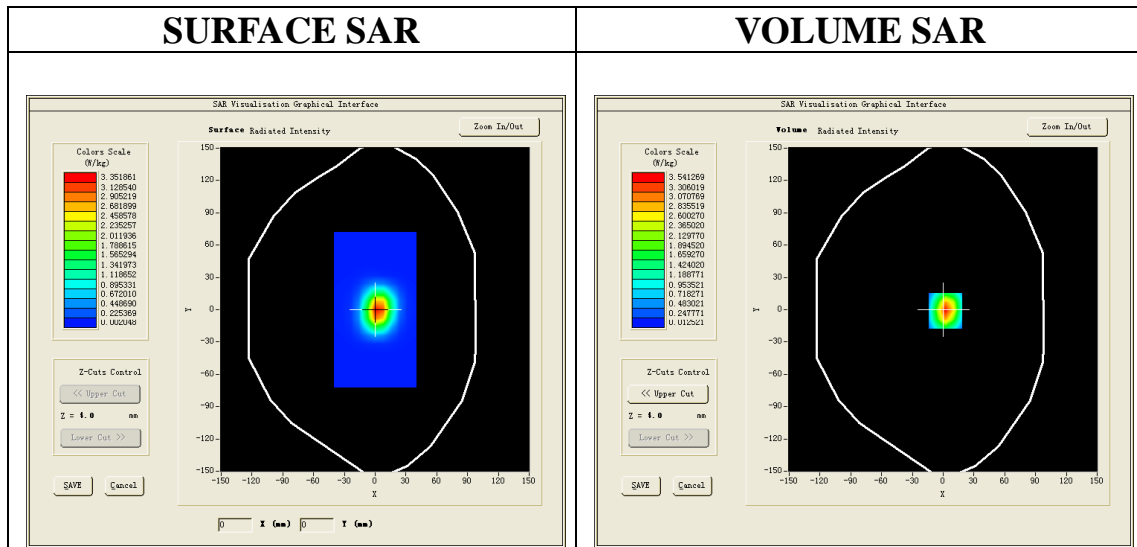 SURFACE SAR
VOLUME SAR
SAR Visualisation Graphical Interface
Surface Radiated Intensity
Zoom In/Out
Colors Scale
(W/kg)
3.351861
3.128540
2.905219
2.681899
2.458578
2.235257
2.011936
1.788615
1.565294
1.341973
1.118652
0.895331
0.672010
0.448690
0.225369
0.002048
150
120
90
60
30
0
-30
-60
-90
-120
-150
Y
-150 -120 -90 -60 -30 0 30 60 90 120 150
X
Z-Cuts Control
<< Upper Cut
Z = 4.0 mm
Lower Cut >>
SAVE Cancel
0 X (mm) 0 Y (mm)
SAR Visualisation Graphical Interface
Volume Radiated Intensity
Zoom In/Out
Colors Scale
(W/kg)
3.541269
3.306019
3.070769
2.835519
2.600270
2.365020
2.129770
1.894520
1.659270
1.424020
1.188771
0.953521
0.718271
0.483021
0.247771
0.012521
150
120
90
60
30
0
-30
-60
-90
-120
-150
Y
-150 -120 -90 -60 -30 0 30 60 90 120 150
X
Z-Cuts Control
<< Upper Cut
Z = 4.0 mm
Lower Cut >>
SAVE Cancel